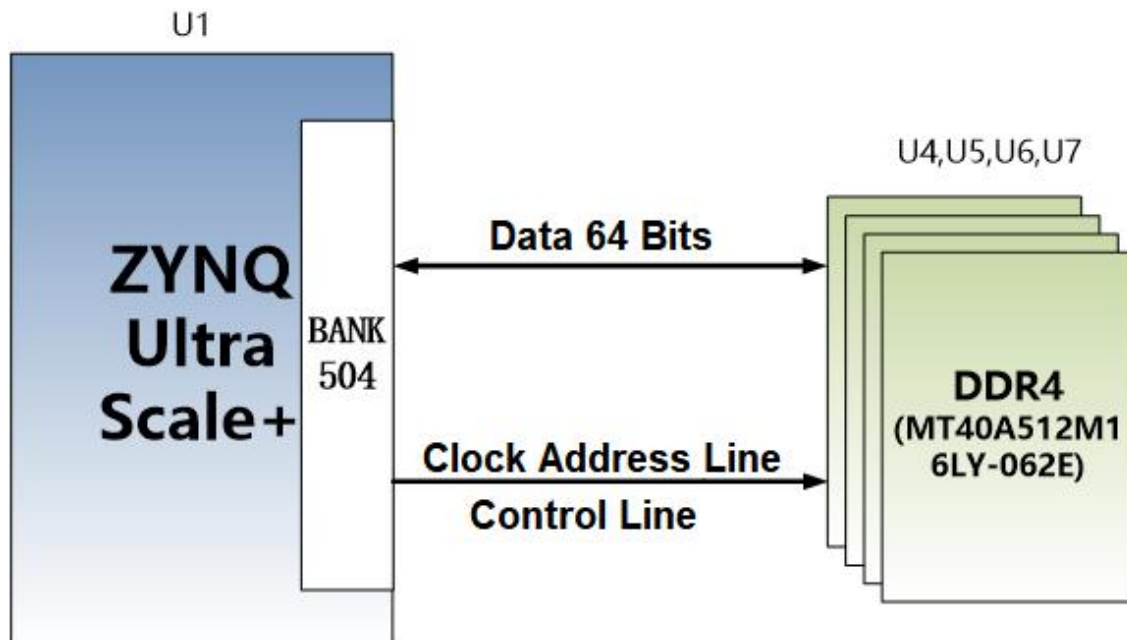 U1
ZYNQ
Ultra
Scale+
BANK
504
Data 64 Bits
Clock Address Line
Control Line
U4,U5,U6,U7
DDR4
(MT40A512M1
6LY-062E)